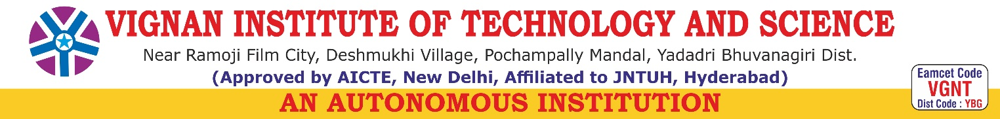 VIGNAN INSTITUTE OF TECHNOLOGY AND SCIENCE
Near Ramoji Film City, Deshmukhi Village, Pochampally Mandal, Yadadri Bhuvanagiri Dist.
(Approved by AICTE, New Delhi, Affiliated to JNTUH, Hyderabad)
AN AUTONOMOUS INSTITUTION
Eamcet Code
VGNT
Dist Code : YBG